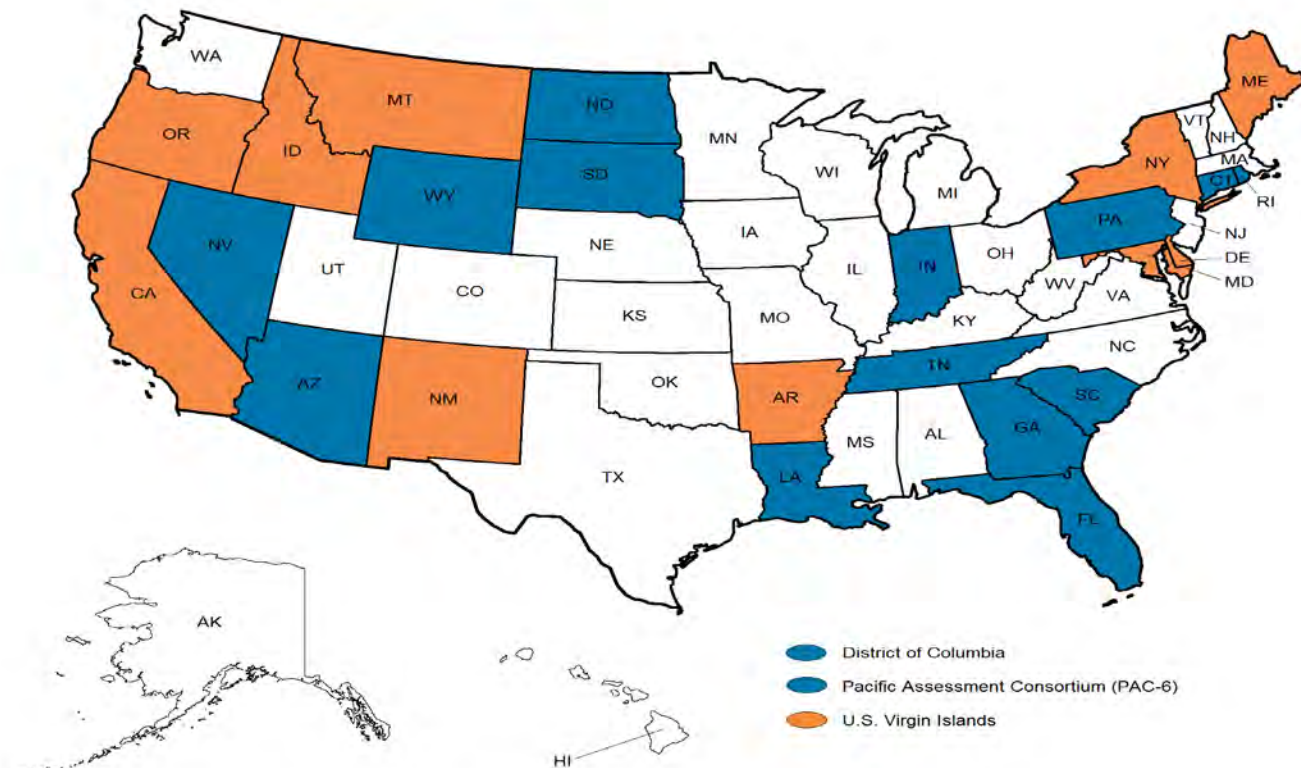 WA
MT
ND
MN
ME
VT
NH
OR
ID
SD
WI
NY
MA
MI
CT
RI
WY
NV
NE
IA
PA
NJ
UT
IL
IN
OH
DE
CA
CO
WV
MD
VA
KS
MO
KY
NC
AZ
NM
OK
AR
TN
SC
MS
AL
GA
TX
LA
FL
AK
HI
District of Columbia
Pacific Assessment Consortium (PAC-6)
U.S. Virgin Islands